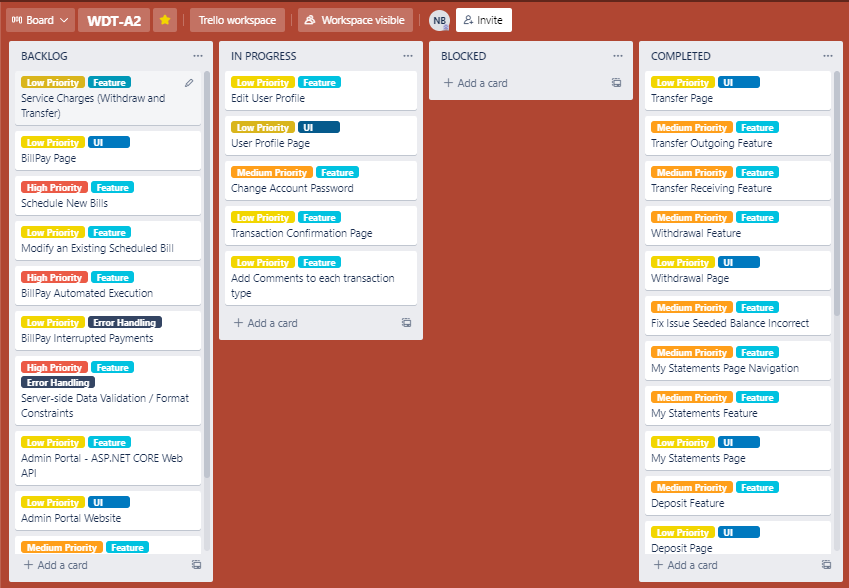 Board
WDT-A2
Trello workspace
Workspace visible
NB
Invite
BACKLOG
Low Priority Feature
Service Charges (Withdraw and
Transfer)
Low Priority UI
BillPay Page
High Priority Feature
Schedule New Bills
Low Priority Feature
Modify an Existing Scheduled Bill
High Priority Feature
BillPay Automated Execution
Low Priority Error Handling
BillPay Interrupted Payments
High Priority Feature
Error Handling
Server-side Data Validation / Format
Constraints
Low Priority Feature
Admin Portal - ASP.NET CORE Web
API
Low Priority UI
Admin Portal Website
Medium Priority Feature
+ Add a card
IN PROGRESS
Low Priority Feature
Edit User Profile
Low Priority UI
User Profile Page
Medium Priority Feature
Change Account Password
Low Priority Feature
Transaction Confirmation Page
Low Priority Feature
Add Comments to each transaction
type
+ Add a card
BLOCKED
+ Add a card
COMPLETED
Low Priority UI
Transfer Page
Medium Priority Feature
Transfer Outgoing Feature
Medium Priority Feature
Transfer Receiving Feature
Medium Priority Feature
Withdrawal Feature
Low Priority UI
Withdrawal Page
Medium Priority Feature
Fix Issue Seeded Balance Incorrect
Medium Priority Feature
My Statements Page Navigation
Medium Priority Feature
My Statements Feature
Low Priority UI
My Statements Page
Medium Priority Feature
Deposit Feature
Low Priority UI
Deposit Page
+ Add a card